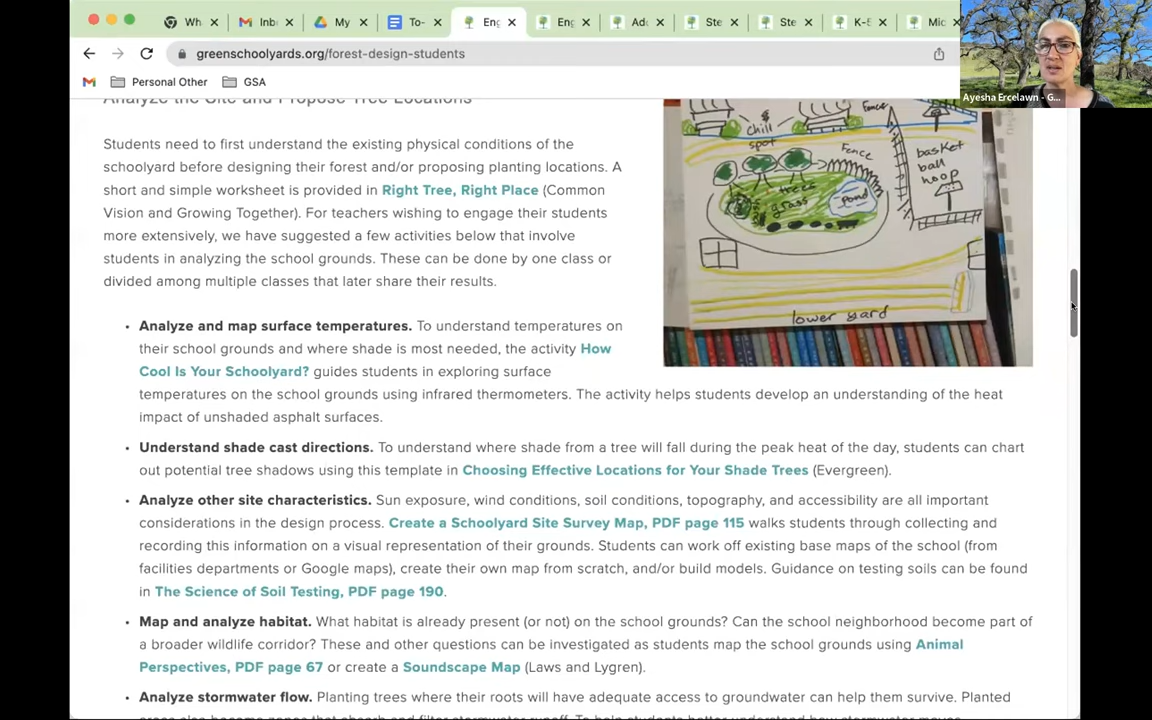 Wh
Inb
My
To-
Eng
Eng
Ad
Ste
Ste
K-5
Mic
greenschoolyards.org/forest-design-students
Personal Other
GSA
Ayesha Ercelawn - G...
Analyze the Site and Propose Tree Locations
Students need to first understand the existing physical conditions of the
schoolyard before designing their forest and/or proposing planting locations. A
short and simple worksheet is provided in Right Tree, Right Place (Common
Vision and Growing Together). For teachers wishing to engage their students
more extensively, we have suggested a few activities below that involve
students in analyzing the school grounds. These can be done by one class or
divided among multiple classes that later share their results.
Fence
chill
spot
Fence
basket
ball
hoop
trees
grass
Pond
lower yard
• Analyze and map surface temperatures. To understand temperatures on
their school grounds and where shade is most needed, the activity How
Cool Is Your Schoolyard? guides students in exploring surface
temperatures on the school grounds using infrared thermometers. The activity helps students develop an understanding of the heat
impact of unshaded asphalt surfaces.
• Understand shade cast directions. To understand where shade from a tree will fall during the peak heat of the day, students can chart
out potential tree shadows using this template in Choosing Effective Locations for Your Shade Trees (Evergreen).
• Analyze other site characteristics. Sun exposure, wind conditions, soil conditions, topography, and accessibility are all important
considerations in the design process. Create a Schoolyard Site Survey Map, PDF page 115 walks students through collecting and
recording this information on a visual representation of their grounds. Students can work off existing base maps of the school (from
facilities departments or Google maps), create their own map from scratch, and/or build models. Guidance on testing soils can be found
in The Science of Soil Testing, PDF page 190.
• Map and analyze habitat. What habitat is already present (or not) on the school grounds? Can the school neighborhood become part of
a broader wildlife corridor? These and other questions can be investigated as students map the school grounds using Animal
Perspectives, PDF page 67 or create a Soundscape Map (Laws and Lygren).
• Analyze stormwater flow. Planting trees where their roots will have adequate access to groundwater can help them survive. Planted